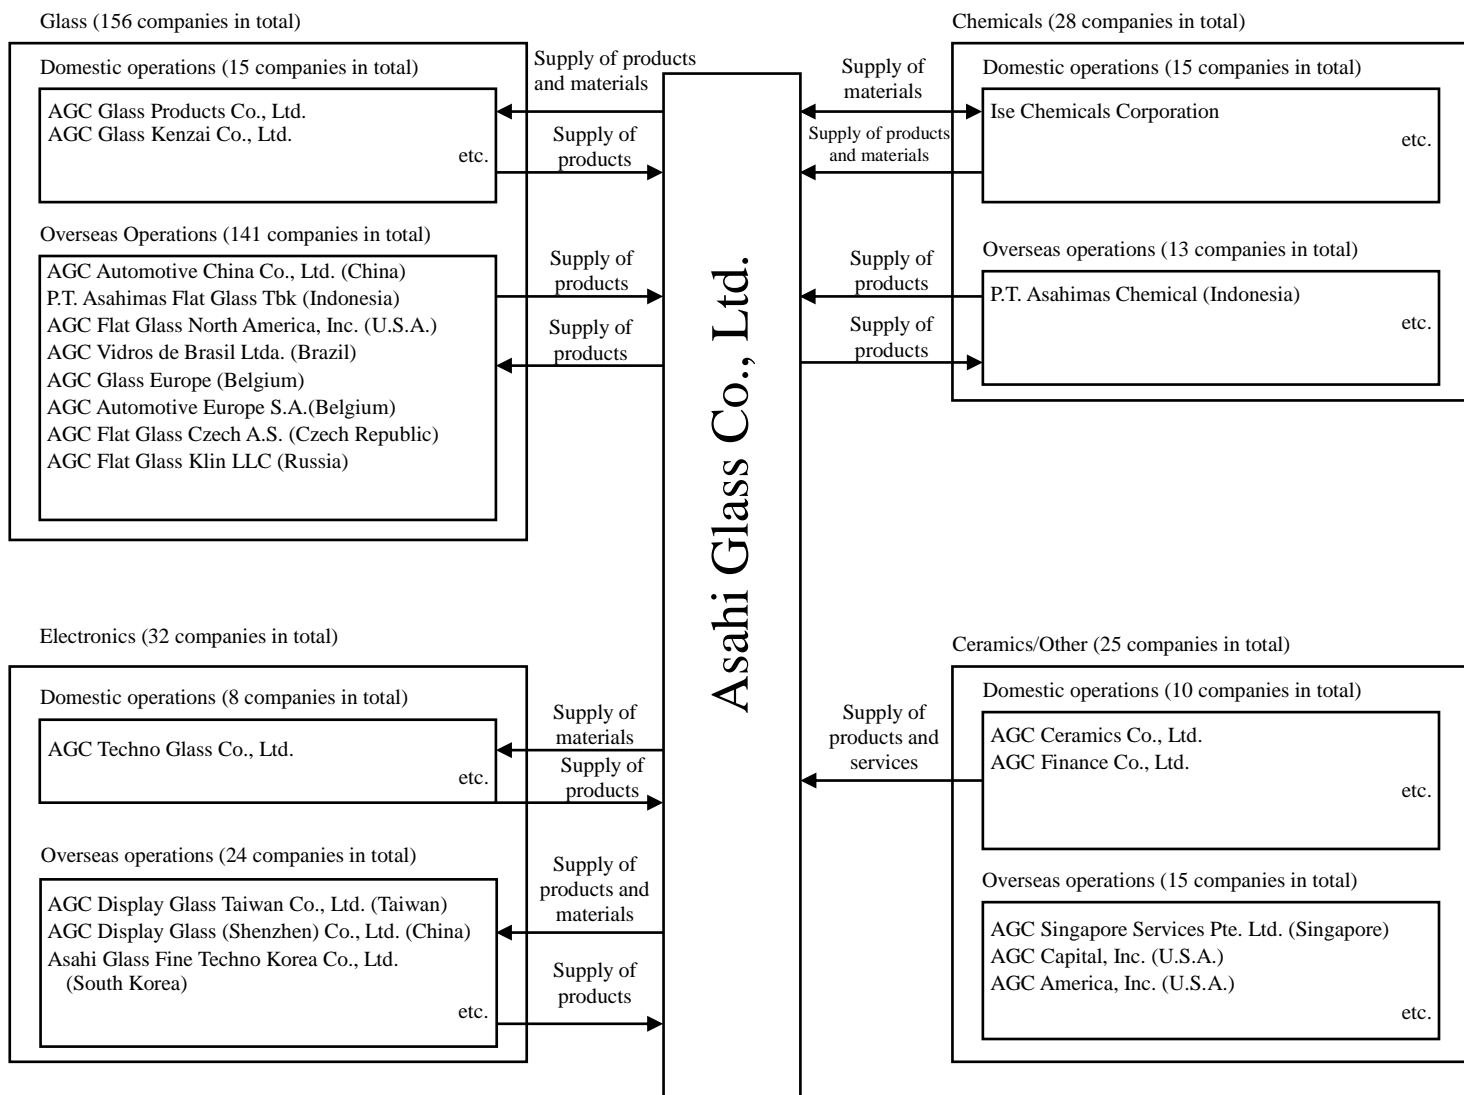 Glass (156 companies in total)
Domestic operations (15 companies in total)
AGC Glass Products Co., Ltd.
AGC Glass Kenzai Co., Ltd.
etc.
Supply of products
and materials
Supply of
products
Overseas Operations (141 companies in total)
AGC Automotive China Co., Ltd. (China)
P.T. Asahimas Flat Glass Tbk (Indonesia)
AGC Flat Glass North America, Inc. (U.S.A.)
AGC Vidros de Brasil Ltda. (Brazil)
AGC Glass Europe (Belgium)
AGC Automotive Europe S.A.(Belgium)
AGC Flat Glass Czech A.S. (Czech Republic)
AGC Flat Glass Klin LLC (Russia)
Supply of
products
Supply of
products
Electronics (32 companies in total)
Domestic operations (8 companies in total)
AGC Techno Glass Co., Ltd.
etc.
Supply of
materials
Supply of
products
Overseas operations (24 companies in total)
AGC Display Glass Taiwan Co., Ltd. (Taiwan)
AGC Display Glass (Shenzhen) Co., Ltd. (China)
Asahi Glass Fine Techno Korea Co., Ltd.
(South Korea)
etc.
Supply of
products and
materials
Supply of
products
Asahi Glass Co., Ltd.
Chemicals (28 companies in total)
Supply of
materials
Supply of products
and materials
Domestic operations (15 companies in total)
Ise Chemicals Corporation
etc.
Supply of
products
Supply of
products
Overseas operations (13 companies in total)
P.T. Asahimas Chemical (Indonesia)
etc.
Ceramics/Other (25 companies in total)
Supply of
products and
services
Domestic operations (10 companies in total)
AGC Ceramics Co., Ltd.
AGC Finance Co., Ltd.
etc.
Overseas operations (15 companies in total)
AGC Singapore Services Pte. Ltd. (Singapore)
AGC Capital, Inc. (U.S.A.)
AGC America, Inc. (U.S.A.)
etc.